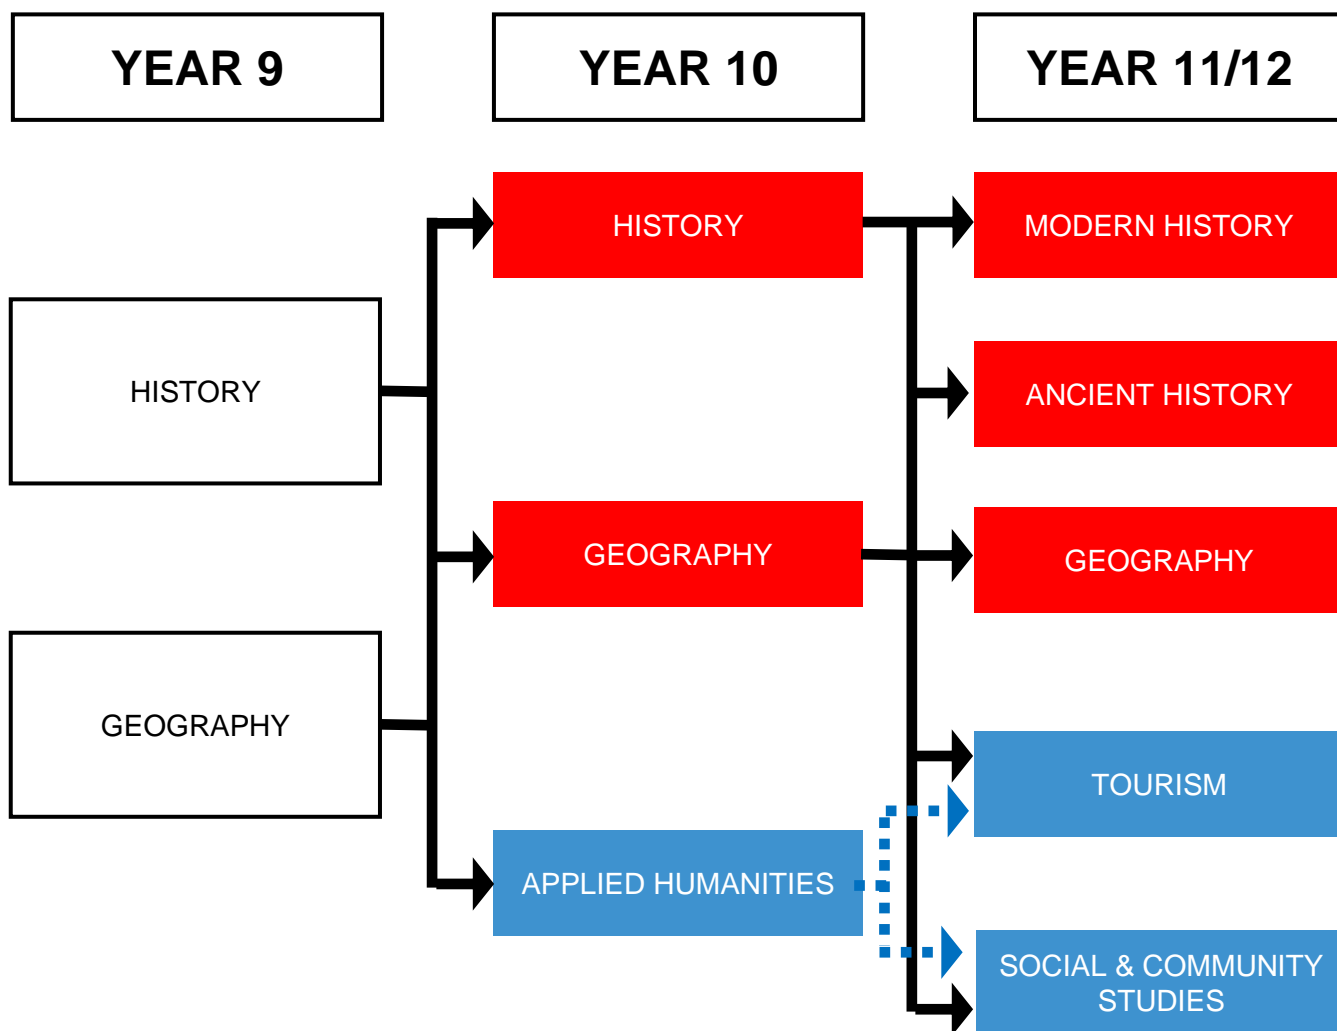 YEAR 9
YEAR 10
YEAR 11/12
HISTORY
MODERN HISTORY
HISTORY
ANCIENT HISTORY
GEOGRAPHY
GEOGRAPHY
GEOGRAPHY
TOURISM
APPLIED HUMANITIES
SOCIAL & COMMUNITY
STUDIES